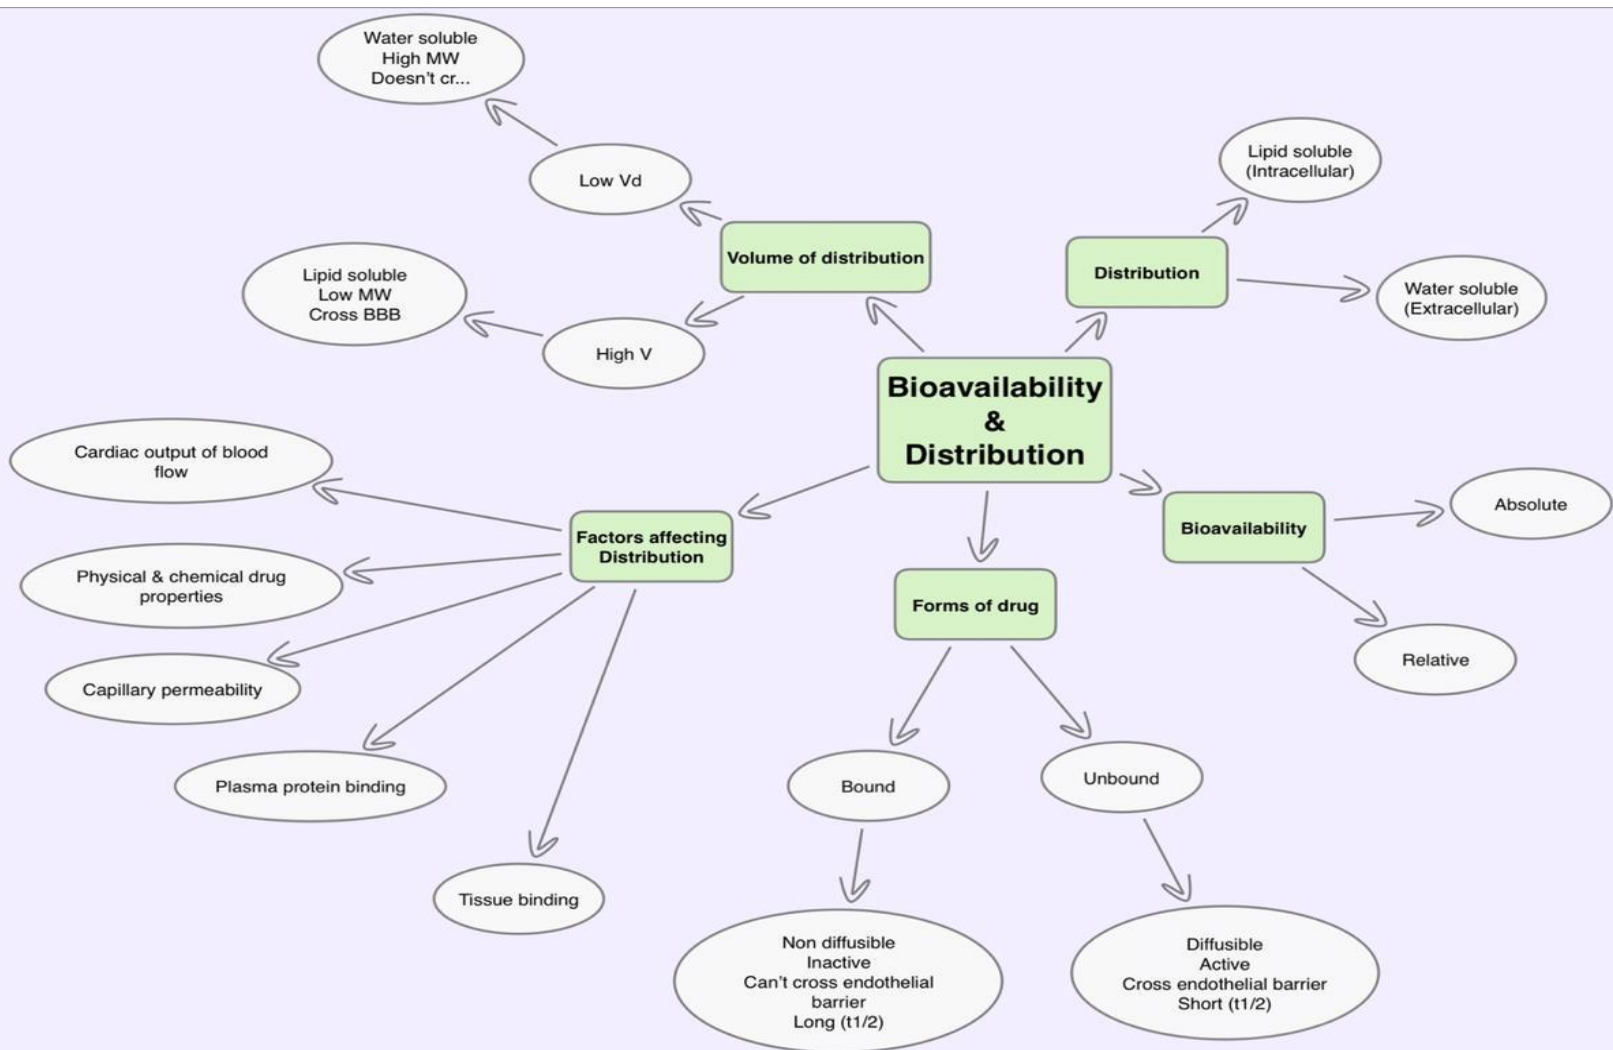 Water soluble
High MW
Doesn't cr...
Low Vd
Volume of distribution
Lipid soluble
Low MW
Cross BBB
High V
Lipid soluble
(Intracellular)
Distribution
Water soluble
(Extracellular)
Bioavailability
&
Distribution
Cardiac output of blood
flow
Factors affecting
Distribution
Physical & chemical drug
properties
Capillary permeability
Plasma protein binding
Tissue binding
Forms of drug
Bioavailability
Absolute
Relative
Bound
Unbound
Non diffusible
Inactive
Can't cross endothelial
barrier
Long (t1/2)
Diffusible
Active
Cross endothelial barrier
Short (t1/2)